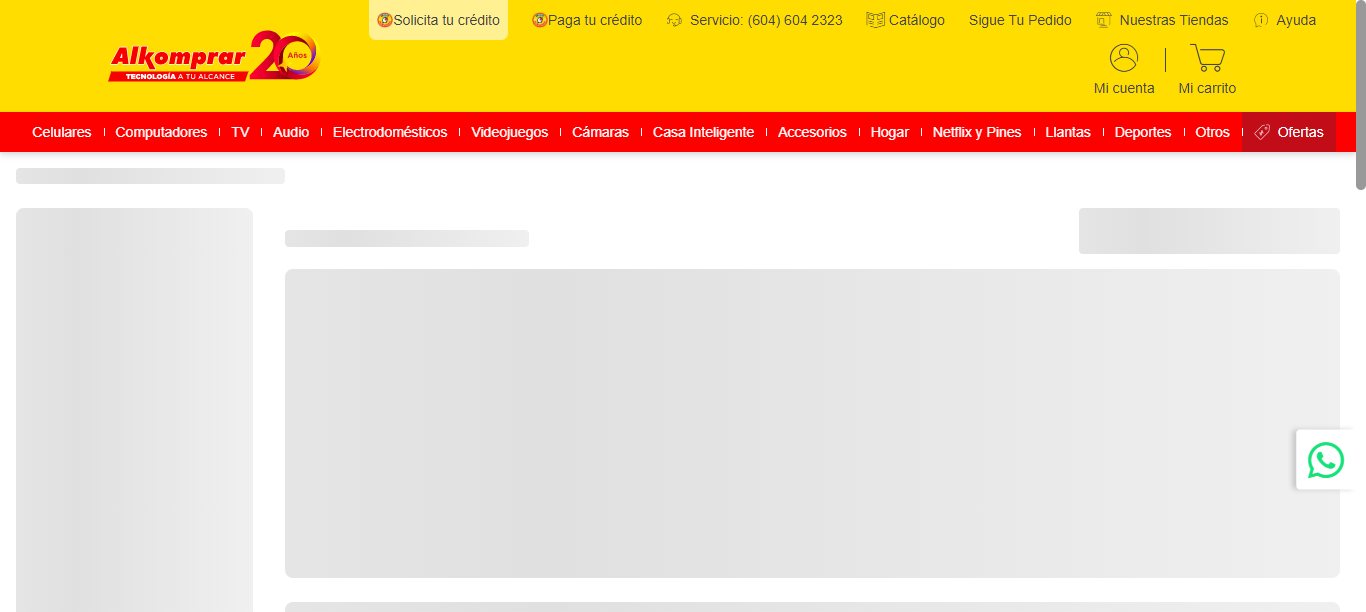 Solicita tu crédito
Paga tu crédito
Servicio: (604) 604 2323
Catálogo
Sigue Tu Pedido
Nuestras Tiendas
Ayuda
Alkomprar 20 Años
TECNOLOGÍA A TU ALCANCE
Mi cuenta
Mi carrito
Celulares
Computadores
TV
Audio
Electrodomésticos
Videojuegos
Cámaras
Casa Inteligente
Accesorios
Hogar
Netflix y Pines
Llantas
Deportes
Otros
Ofertas